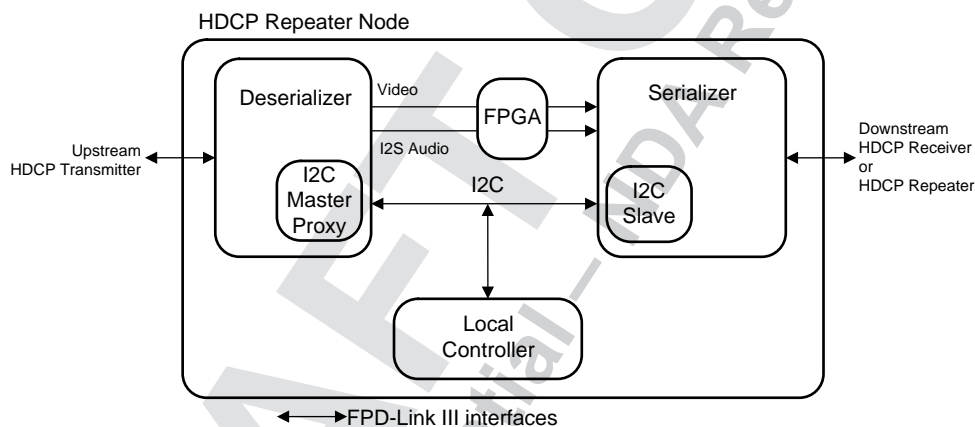 HDCP Repeater Node
Deserializer
Video
FPGA
Serializer
I2S Audio
Upstream
HDCP Transmitter
Downstream
HDCP Receiver
or
HDCP Repeater
I2C
Master
Proxy
I2C
I2C
Slave
Local
Controller
FPD-Link III interfaces